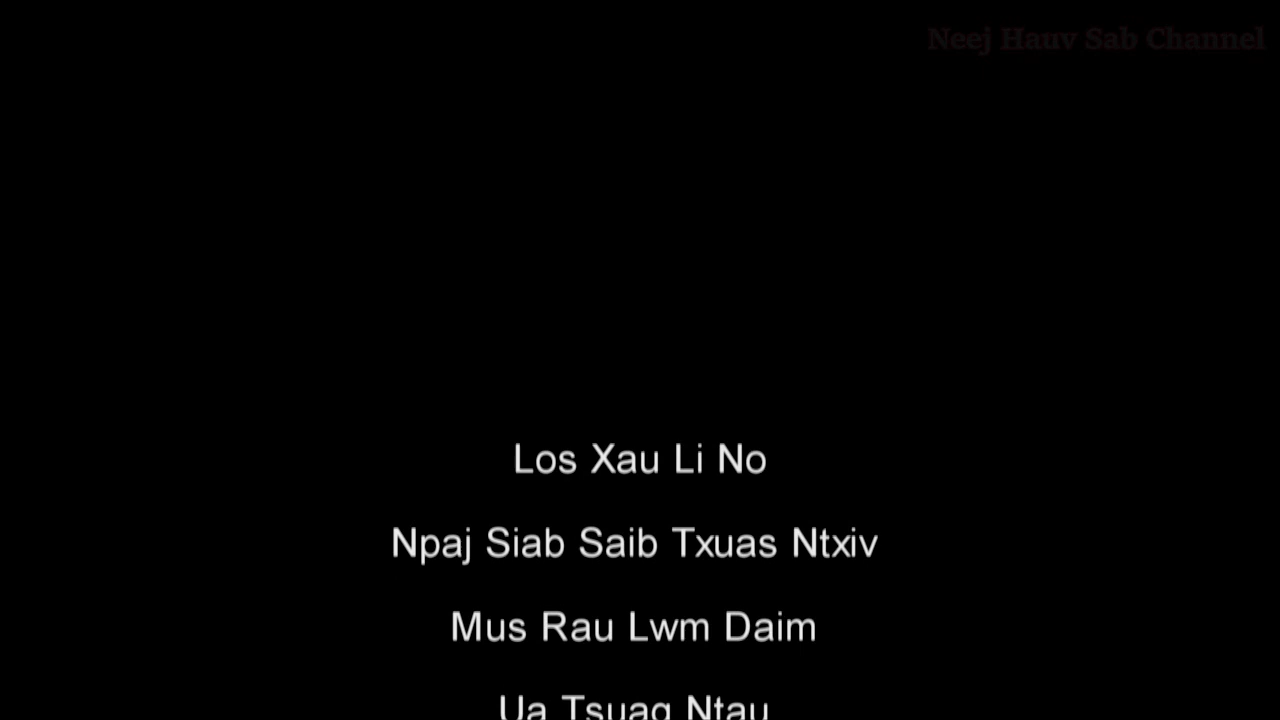 Neej Hauv Sab Channel
Los Xau Li No
Npaj Siab Saib Txuas Ntxiv
Mus Rau Lwm Daim
Ua Tsuag Ntau